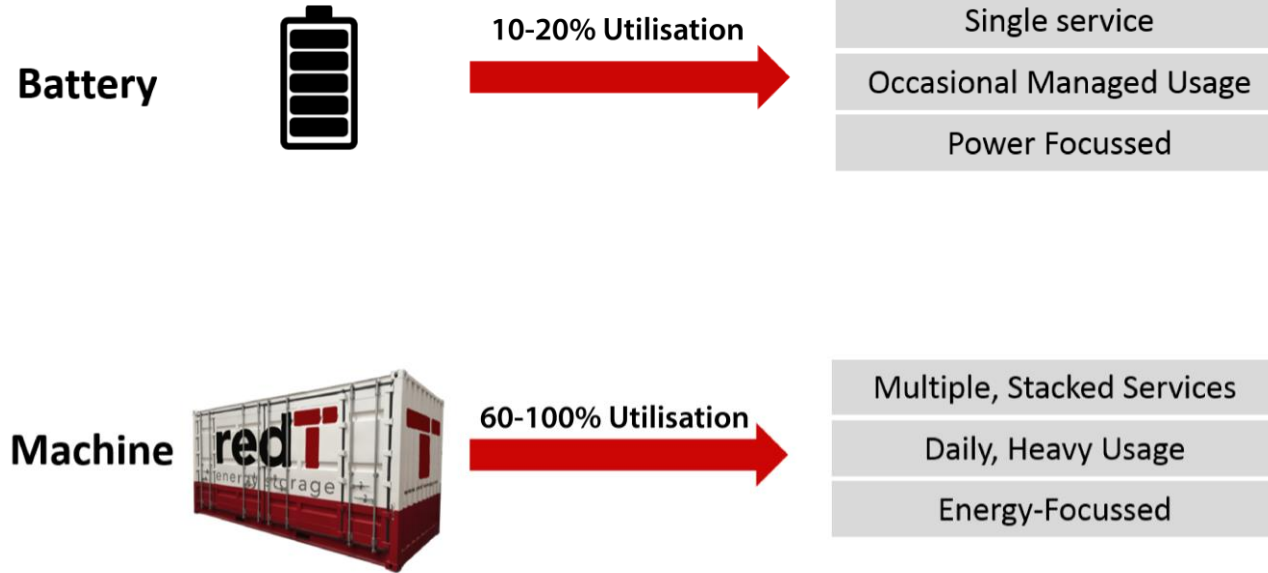 Battery
10-20% Utilisation
Single service
Occasional Managed Usage
Power Focussed
Machine
redT
energy storage
60-100% Utilisation
Multiple, Stacked Services
Daily, Heavy Usage
Energy-Focussed